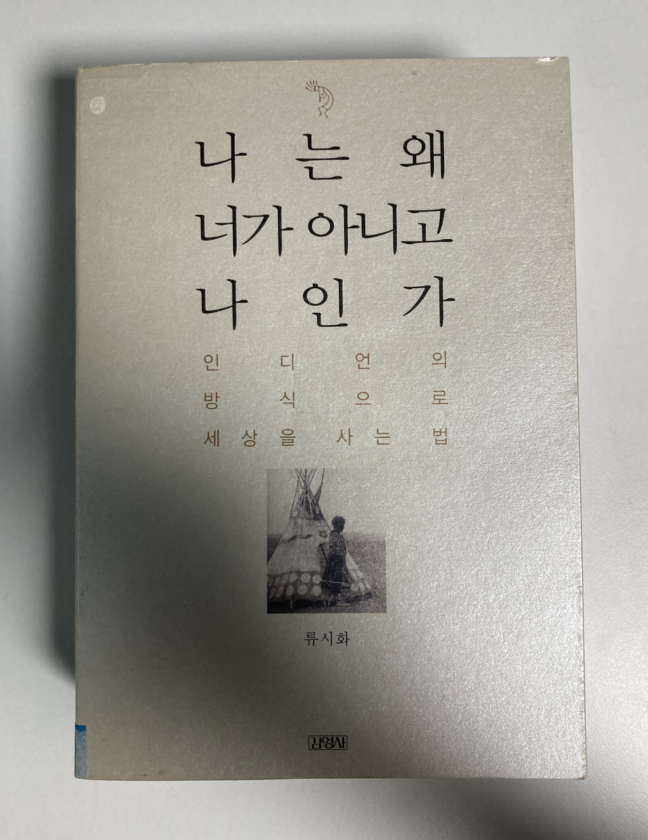 나는 왜
너가 아니고
나인가
인디언의
방식으로
세상을 사는 법
류시화
김영사